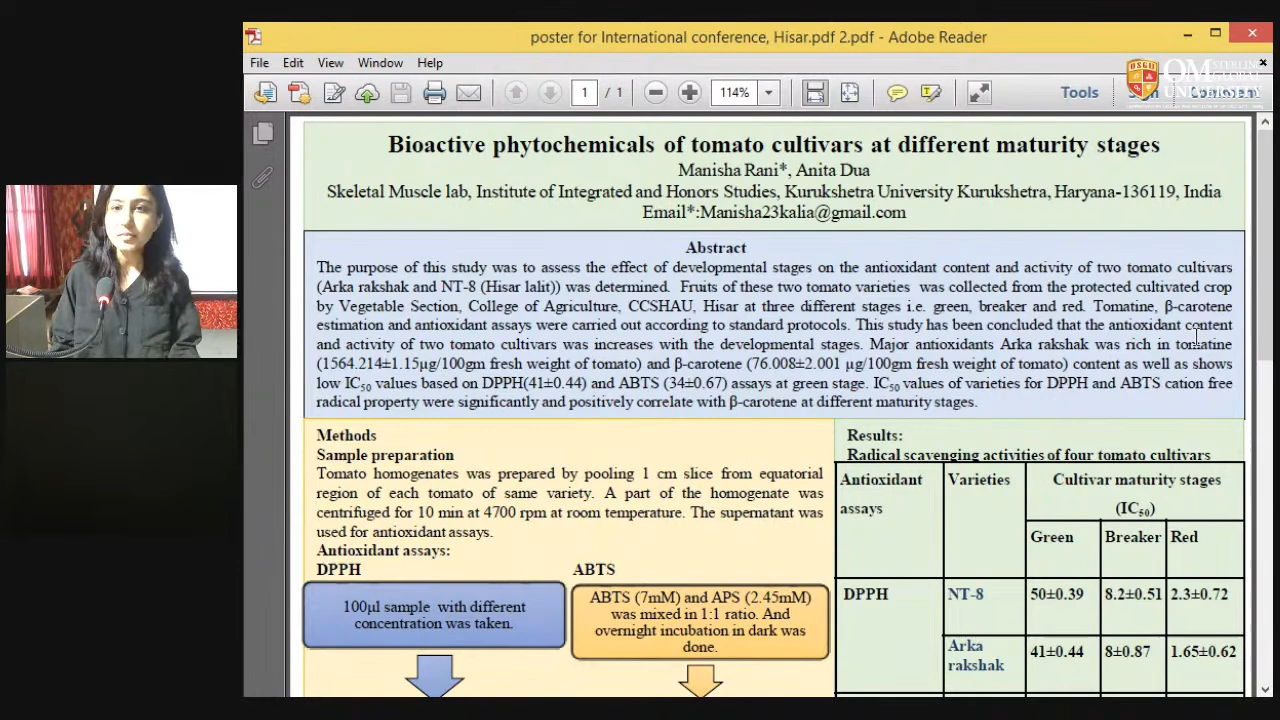 poster for International conference, Hisar.pdf 2.pdf - Adobe Reader
File Edit View Window Help
1 / 1 114% Tools
OSGU
OM STERLING GLOBAL UNIVERSITY
Bioactive phytochemicals of tomato cultivars at different maturity stages
Manisha Rani*, Anita Dua
Skeletal Muscle lab, Institute of Integrated and Honors Studies, Kurukshetra University Kurukshetra, Haryana-136119, India
Email*:Manisha23kalia@gmail.com
Abstract
The purpose of this study was to assess the effect of developmental stages on the antioxidant content and activity of two tomato cultivars
(Arka rakshak and NT-8 (Hisar lalit)) was determined. Fruits of these two tomato varieties was collected from the protected cultivated crop
by Vegetable Section, College of Agriculture, CCSHAU, Hisar at three different stages i.e. green, breaker and red. Tomatine, β-carotene
estimation and antioxidant assays were carried out according to standard protocols. This study has been concluded that the antioxidant content
and activity of two tomato cultivars was increases with the developmental stages. Major antioxidants Arka rakshak was rich in tomatine
(1564.214±1.15µg/100gm fresh weight of tomato) and β-carotene (76.008±2.001 µg/100gm fresh weight of tomato) content as well as shows
low IC50 values based on DPPH(41±0.44) and ABTS (34±0.67) assays at green stage. IC50 values of varieties for DPPH and ABTS cation free
radical property were significantly and positively correlate with β-carotene at different maturity stages.
Methods
Sample preparation
Tomato homogenates was prepared by pooling 1 cm slice from equatorial
region of each tomato of same variety. A part of the homogenate was
centrifuged for 10 min at 4700 rpm at room temperature. The supernatant was
used for antioxidant assays.
Antioxidant assays:
DPPH ABTS
100µl sample with different
concentration was taken.
ABTS (7mM) and APS (2.45mM)
was mixed in 1:1 ratio. And
overnight incubation in dark was
done.
Results:
Radical scavenging activities of four tomato cultivars
Antioxidant assays Varieties Cultivar maturity stages (IC50)
Green Breaker Red
DPPH NT-8 50±0.39 8.2±0.51 2.3±0.72
Arka rakshak 41±0.44 8±0.87 1.65±0.62